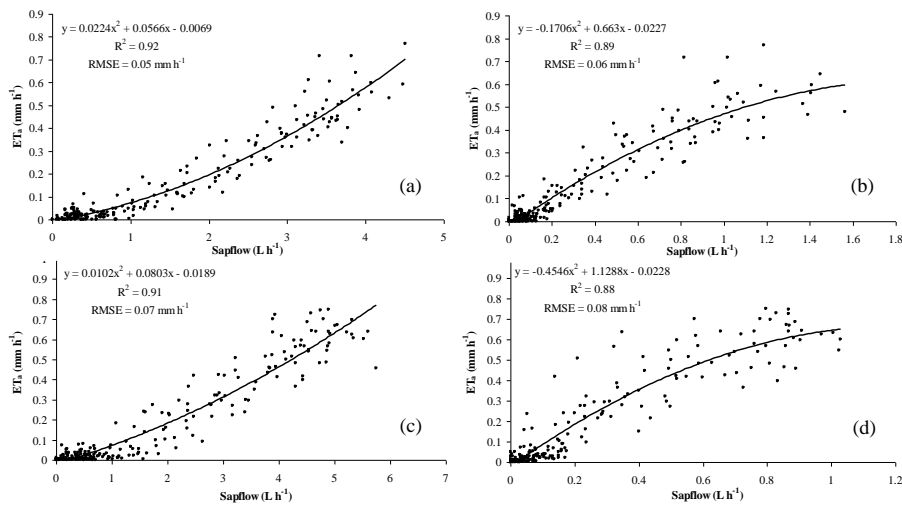 y = 0.0224x² + 0.0566x - 0.0069
R² = 0.92
RMSE = 0.05 mm h⁻¹
ETₐ (mm h⁻¹)
0.9
0.8
0.7
0.6
0.5
0.4
0.3
0.2
0.1
0
(a)
0 1 2 3 4 5
Sapflow (L h⁻¹)
y = -0.1706x² + 0.663x - 0.0227
R² = 0.89
RMSE = 0.06 mm h⁻¹
ETₐ (mm h⁻¹)
0.9
0.8
0.7
0.6
0.5
0.4
0.3
0.2
0.1
0
(b)
0 0.2 0.4 0.6 0.8 1 1.2 1.4 1.6 1.8
Sapflow (L h⁻¹)
y = 0.0102x² + 0.0803x - 0.0189
R² = 0.91
RMSE = 0.07 mm h⁻¹
ETₐ (mm h⁻¹)
0.9
0.8
0.7
0.6
0.5
0.4
0.3
0.2
0.1
0
(c)
0 1 2 3 4 5 6 7
Sapflow (L h⁻¹)
y = -0.4546x² + 1.1288x - 0.0228
R² = 0.88
RMSE = 0.08 mm h⁻¹
ETₐ (mm h⁻¹)
0.9
0.8
0.7
0.6
0.5
0.4
0.3
0.2
0.1
0
(d)
0 0.2 0.4 0.6 0.8 1 1.2
Sapflow (L h⁻¹)